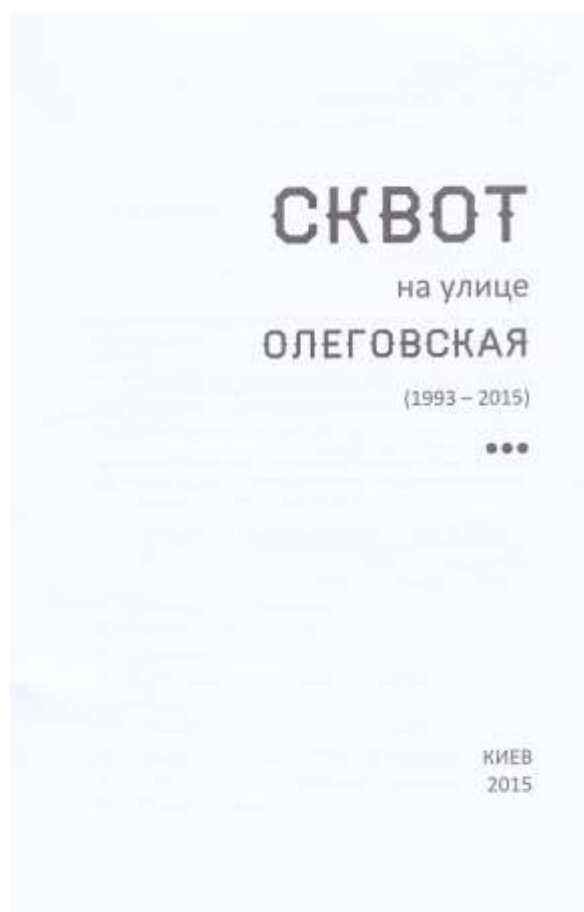 СКВОТ
на улице
ОЛЕГОВСКАЯ
(1993 – 2015)
•••
КИЕВ
2015